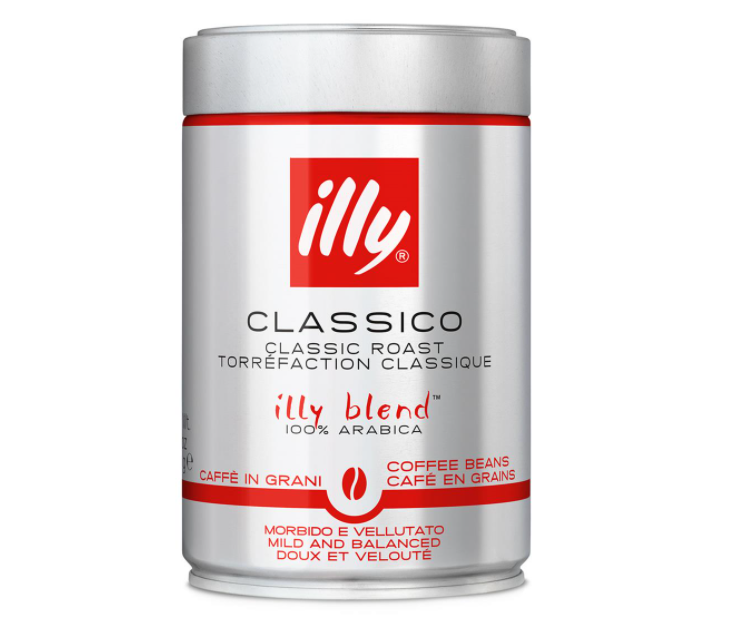 illy®
CLASSICO
CLASSIC ROAST
TORRÉFACTION CLASSIQUE
illy blend™
100% ARABICA
CAFFÈ IN GRANI
COFFEE BEANS
CAFÉ EN GRAINS
MORBIDO E VELLUTATO
MILD AND BALANCED
DOUX ET VELOUTÉ